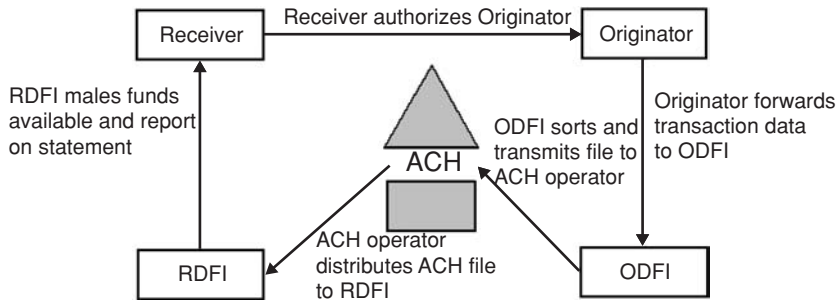 Receiver authorizes Originator
Receiver
Originator
RDFI males funds
available and report
on statement
Originator forwards
transaction data
to ODFI
ODFI sorts and
transmits file to
ACH operator
ACH
ACH operator
distributes ACH file
to RDFI
RDFI
ODFI